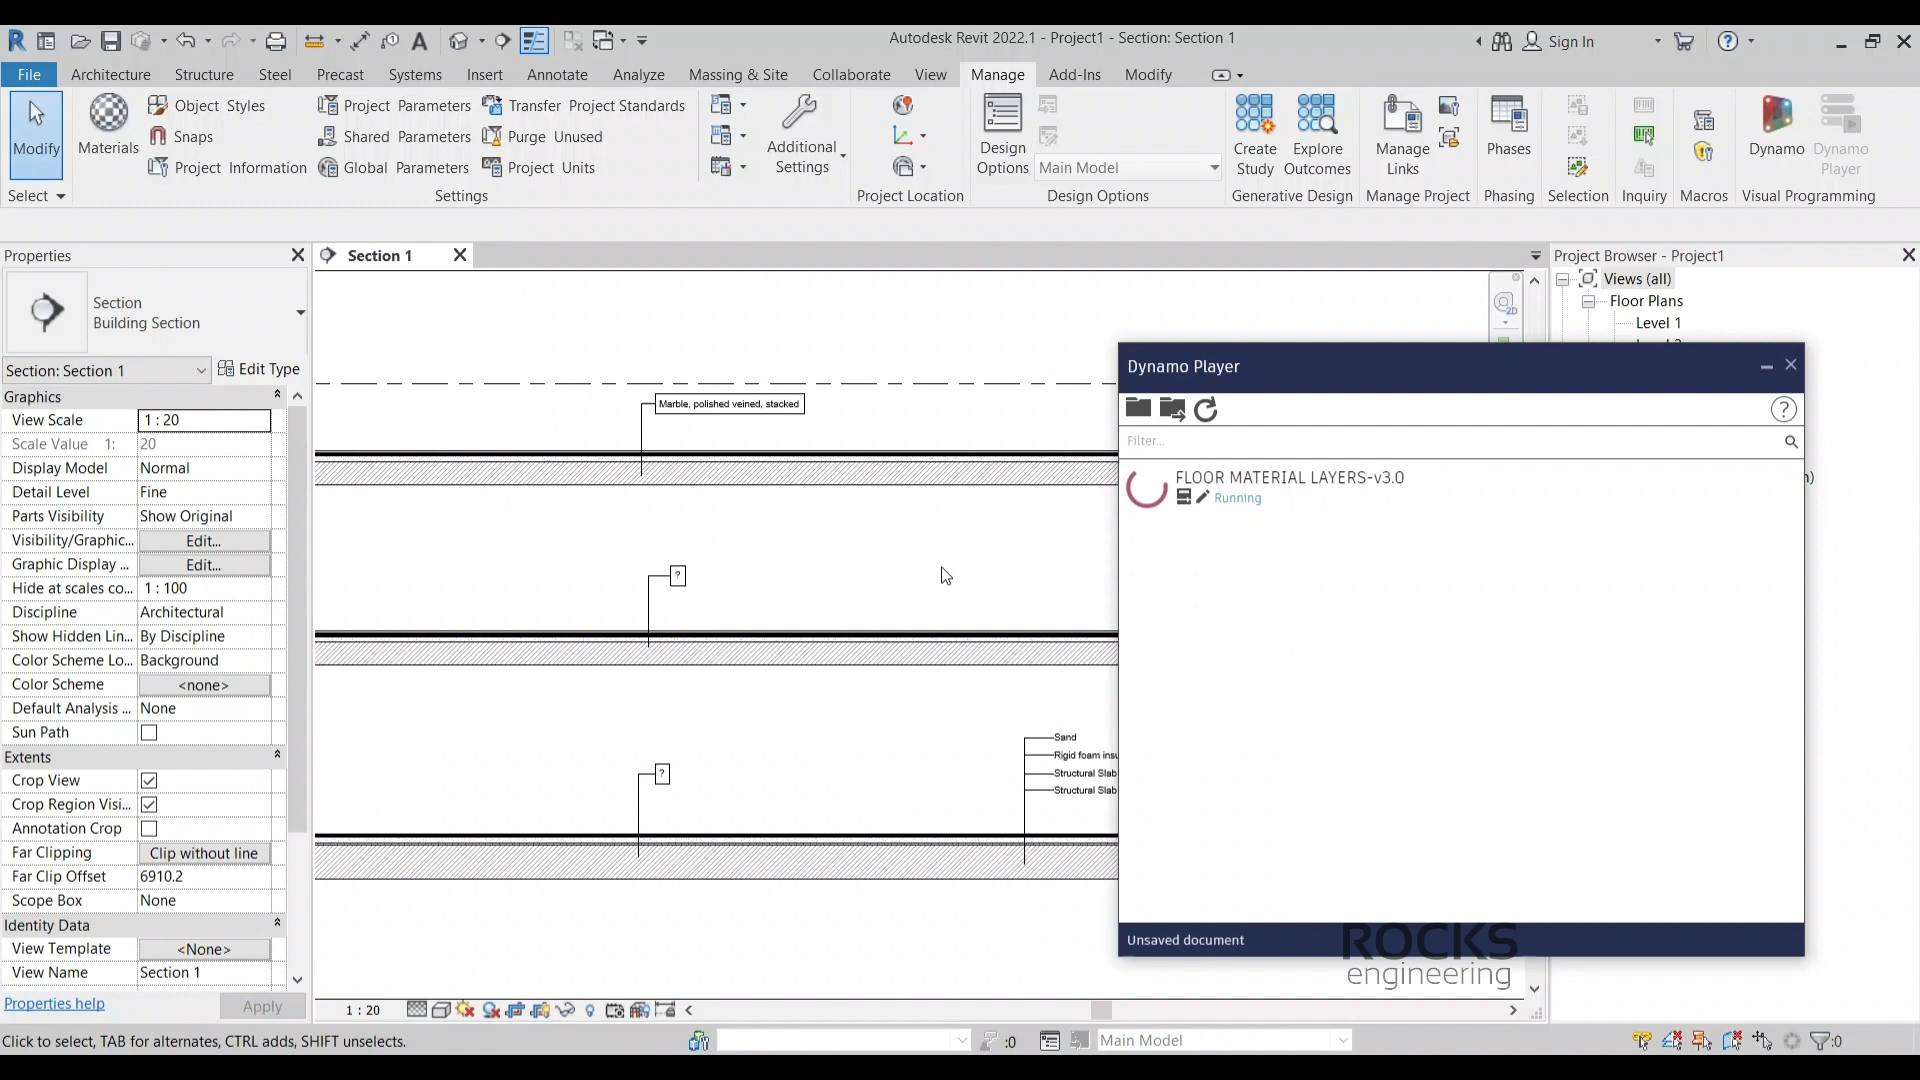 Autodesk Revit 2022.1 - Project1 - Section: Section 1
Sign In
File Architecture Structure Steel Precast Systems Insert Annotate Analyze Massing & Site Collaborate View Manage Add-Ins Modify
Modify
Materials
Object Styles
Snaps
Project Information
Project Parameters
Shared Parameters
Global Parameters
Transfer Project Standards
Purge Unused
Project Units
Additional Settings
Design Options
Main Model
Create Study
Explore Outcomes
Manage Links
Phases
Dynamo
Dynamo Player
Select Settings Project Location Design Options Generative Design Manage Project Phasing Selection Inquiry Macros Visual Programming
Properties
Section
Building Section
Section: Section 1
Edit Type
Graphics
View Scale 1 : 20
Scale Value 1: 20
Display Model Normal
Detail Level Fine
Parts Visibility Show Original
Visibility/Graphic... Edit...
Graphic Display ... Edit...
Hide at scales co... 1 : 100
Discipline Architectural
Show Hidden Lin... By Discipline
Color Scheme Lo... Background
Color Scheme <none>
Default Analysis ... None
Sun Path
Extents
Crop View
Crop Region Visi...
Annotation Crop
Far Clipping Clip without line
Far Clip Offset 6910.2
Scope Box None
Identity Data
View Template <None>
View Name Section 1
Properties help
Apply
Section 1
2D
Marble, polished veined, stacked
?
?
Sand
Rigid foam insu
Structural Slab
Structural Slab
Project Browser - Project1
Views (all)
Floor Plans
Level 1
Dynamo Player
?
Filter...
FLOOR MATERIAL LAYERS-v3.0
Running
Unsaved document
ROCKS
engineering
1 : 20
Click to select, TAB for alternates, CTRL adds, SHIFT unselects.
:0
Main Model
:0